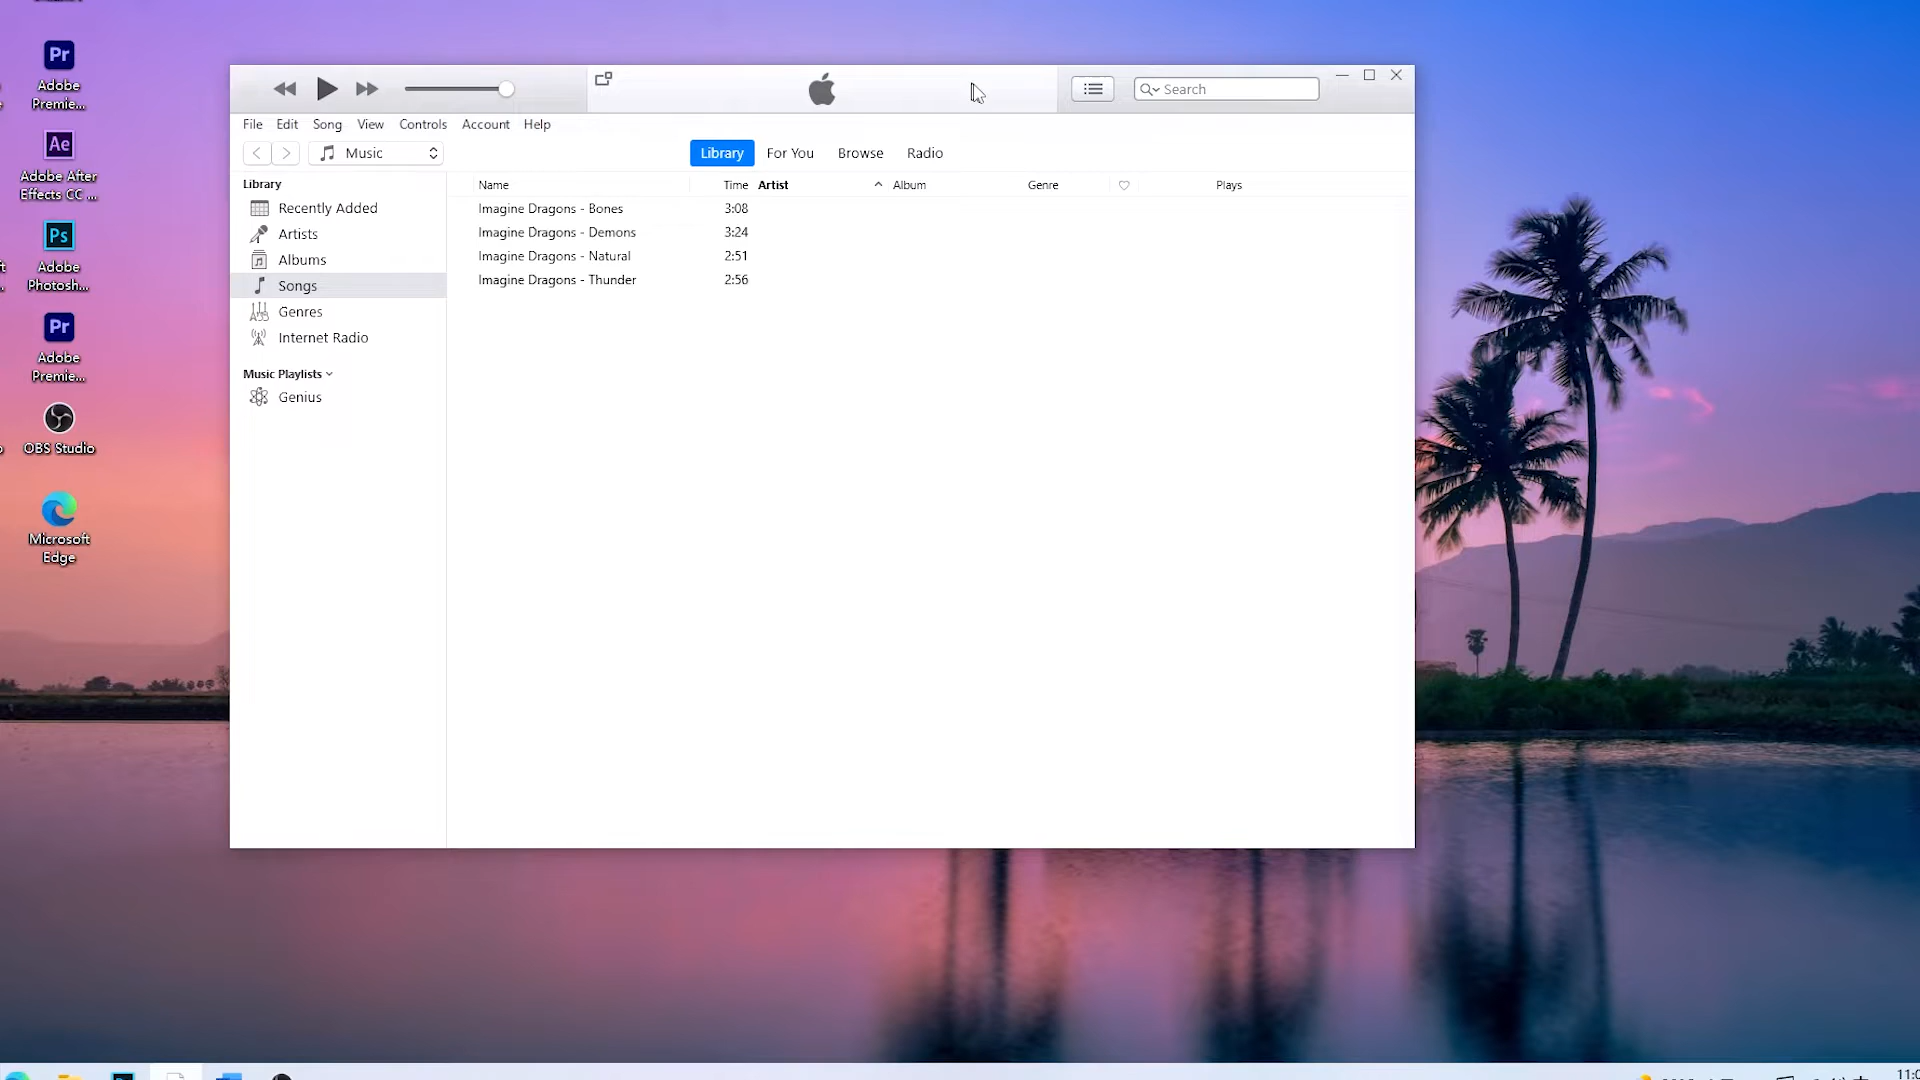 Pr
Adobe
Premie...
Ae
Adobe After
Effects CC ...
Ps
Adobe
Photosh...
Pr
Adobe
Premie...
OBS Studio
Microsoft
Edge
Search
File Edit Song View Controls Account Help
Music
Library For You Browse Radio
Library
Recently Added
Artists
Albums
Songs
Genres
Internet Radio
Music Playlists
Genius
Name Time Artist Album Genre Plays
Imagine Dragons - Bones 3:08
Imagine Dragons - Demons 3:24
Imagine Dragons - Natural 2:51
Imagine Dragons - Thunder 2:56